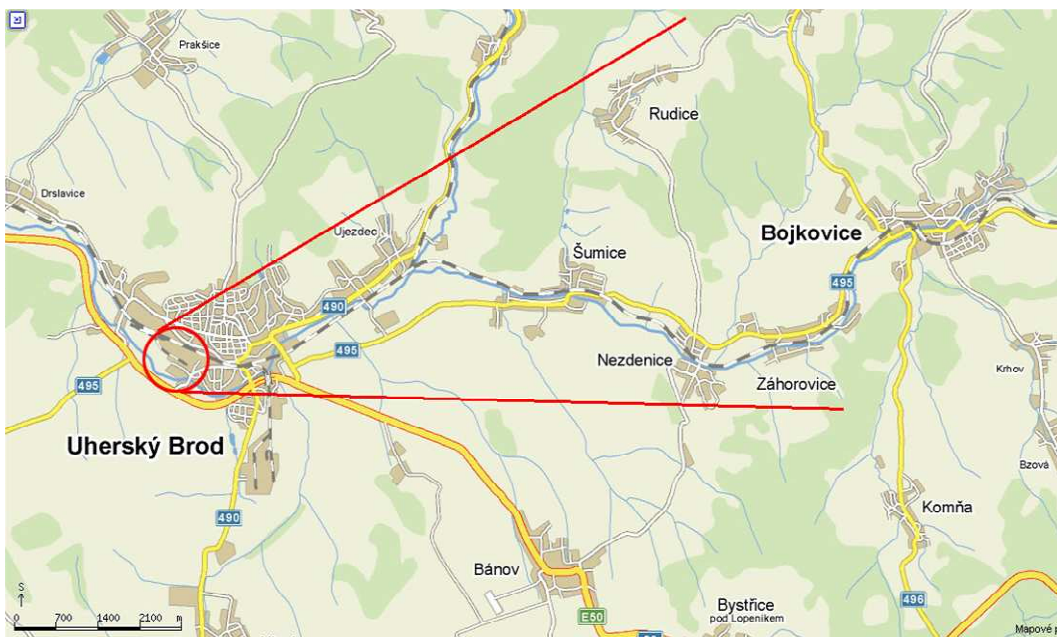 Prakšice
Rudice
Drslavice
Újezdec
Bojkovice
Šumice
495
490
495
Nezdenice
495
Záhorovice
Krhov
Uherský Brod
Bzová
Komňa
490
Bánov
S
Bystřice
pod Lopeníkem
E50
496
0 700 1400 2100 m
Mapové p